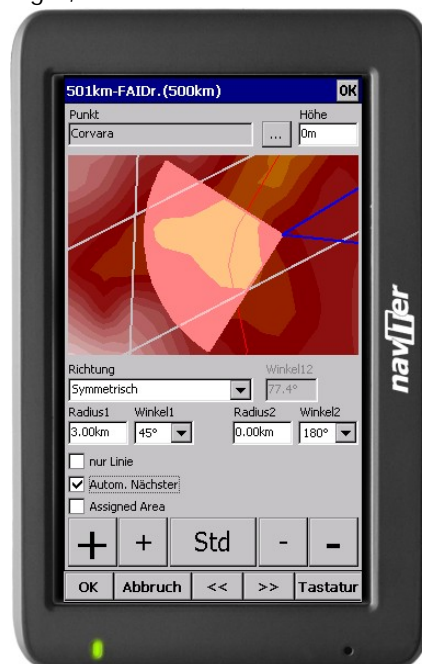 501km-FAIDr.(500km) OK
Punkt Höhe
Corvara ... 0m
Richtung Winkel12
Symmetrisch 77.4°
Radius1 Winkel1 Radius2 Winkel2
3.00km 45° 0.00km 180°
nur Linie
Autom. Nächster
Assigned Area
+ + Std - -
OK Abbruch << >> Tastatur
naviter